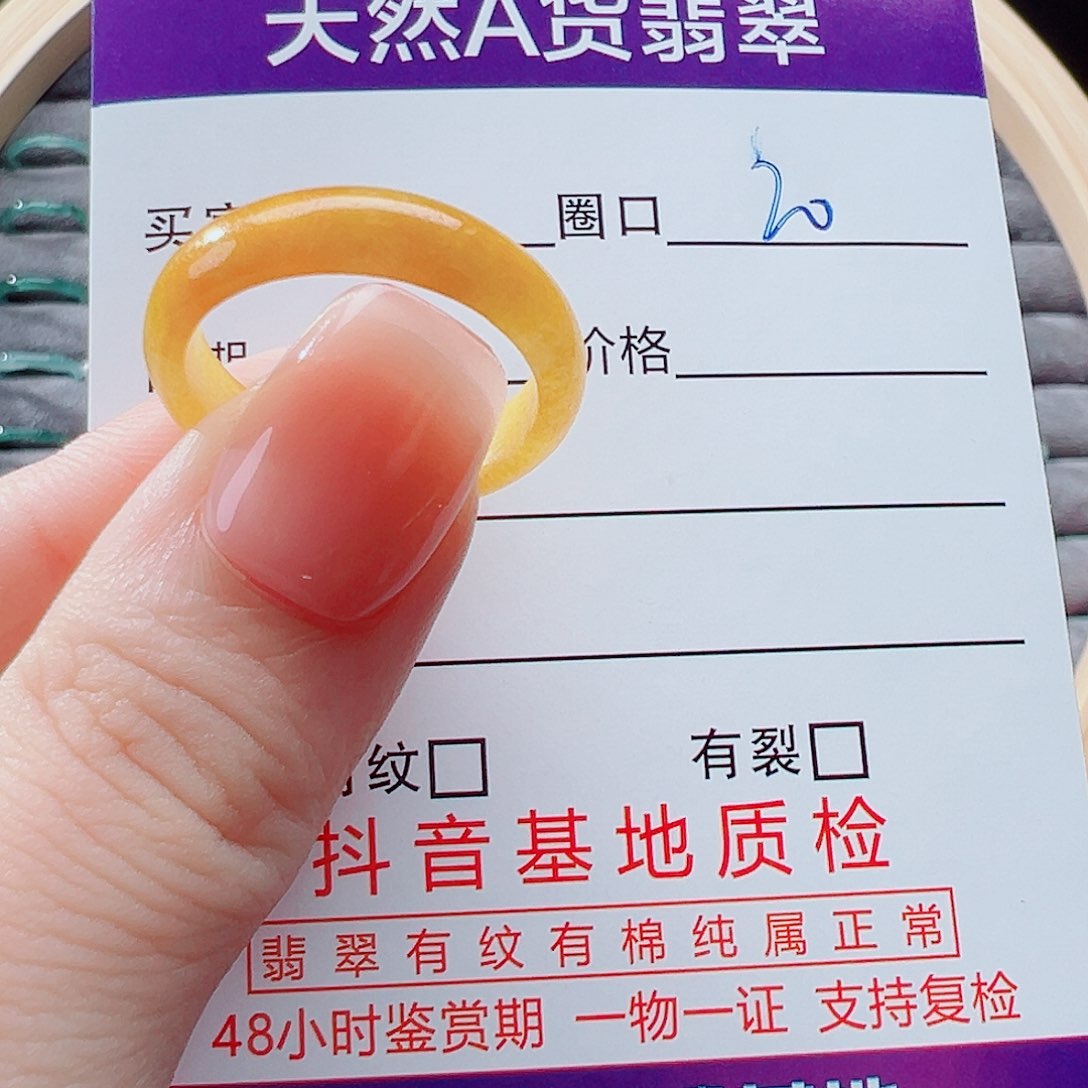 天然A货翡翠
买 圈口 20
价格
纹□ 有裂□
抖音基地质检
翡翠有纹有棉纯属正常
48小时鉴赏期 一物一证 支持复检